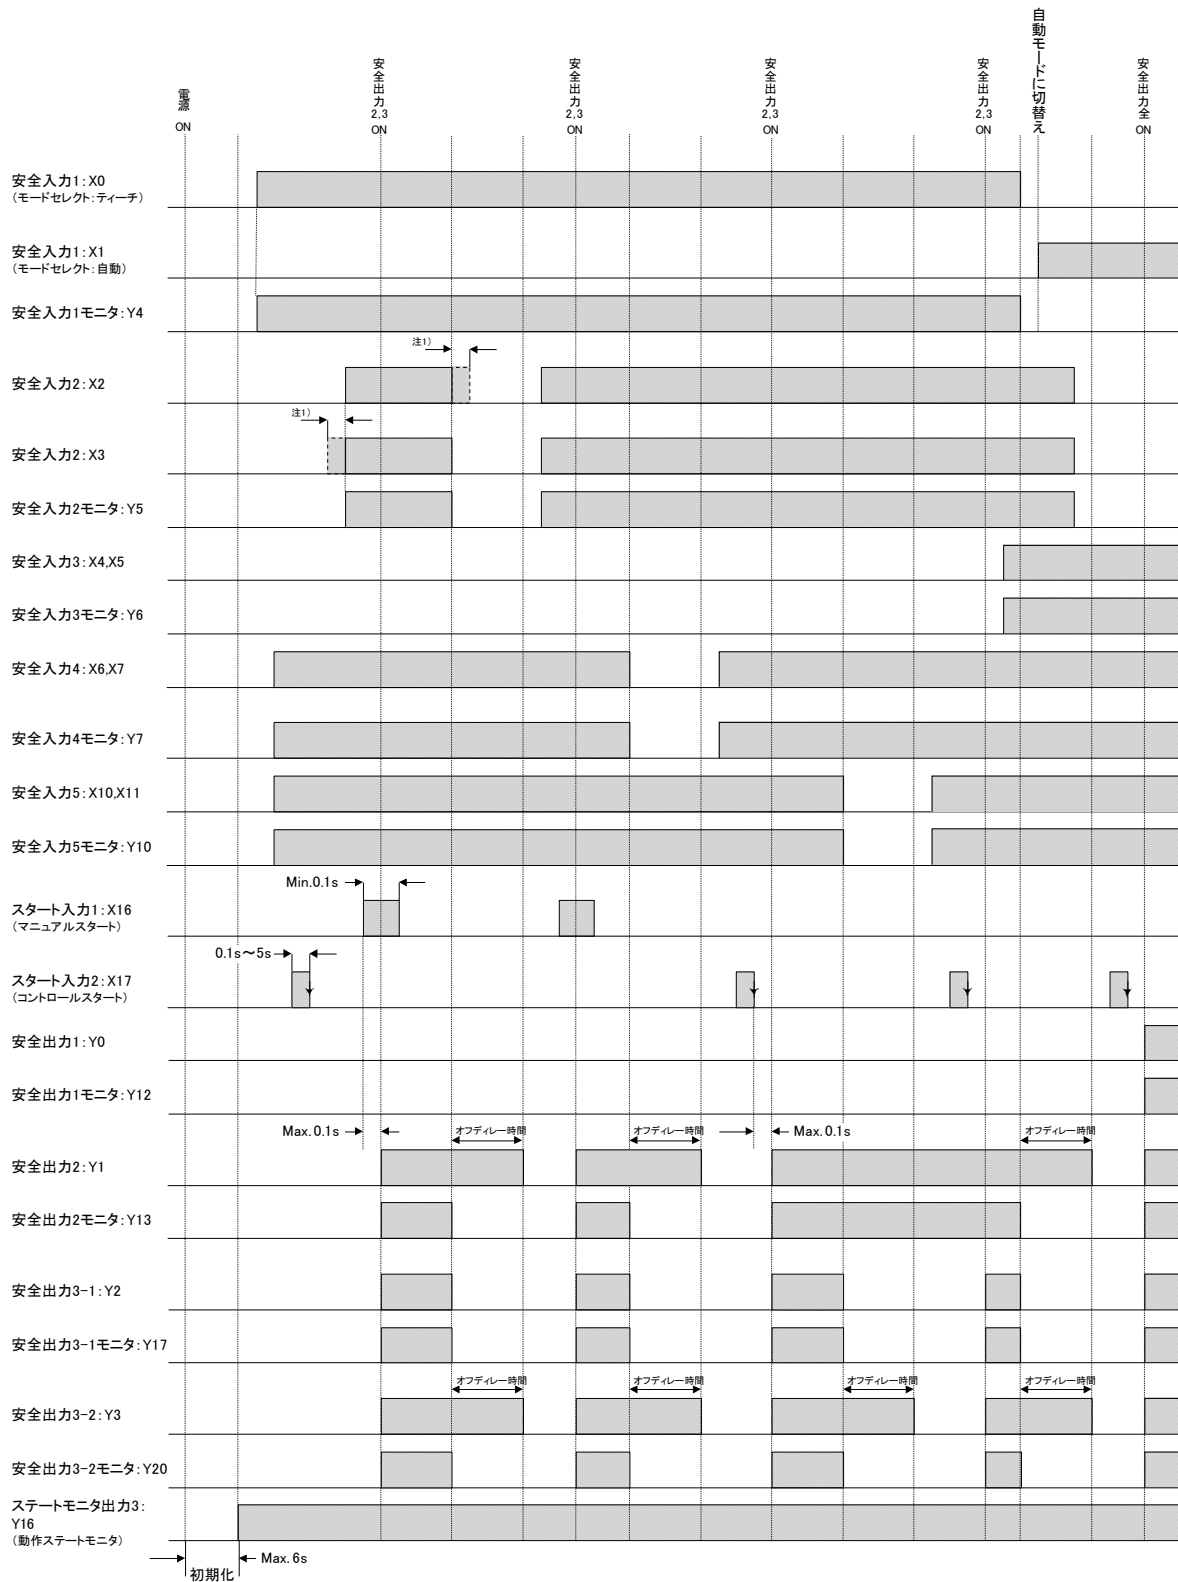 自動モードに切替え
電源
ON
安全出力
2,3
ON
安全出力
2,3
ON
安全出力
2,3
ON
安全出力
2,3
ON
安全出力全
ON
安全入力1:X0
(モードセレクト:ティーチ)
安全入力1:X1
(モードセレクト:自動)
安全入力1モニタ:Y4
注1)
安全入力2:X2
注1)
安全入力2:X3
安全入力2モニタ:Y5
安全入力3:X4,X5
安全入力3モニタ:Y6
安全入力4:X6,X7
安全入力4モニタ:Y7
安全入力5:X10,X11
安全入力5モニタ:Y10
Min.0.1s
スタート入力1:X16
(マニュアルスタート)
0.1s～5s
スタート入力2:X17
(コントロールスタート)
安全出力1:Y0
安全出力1モニタ:Y12
Max.0.1s
オフディレー時間
オフディレー時間
Max.0.1s
オフディレー時間
安全出力2:Y1
安全出力2モニタ:Y13
安全出力3-1:Y2
安全出力3-1モニタ:Y17
オフディレー時間
オフディレー時間
オフディレー時間
オフディレー時間
安全出力3-2:Y3
安全出力3-2モニタ:Y20
ステートモニタ出力3:
Y16
(動作ステートモニタ)
Max.6s
初期化